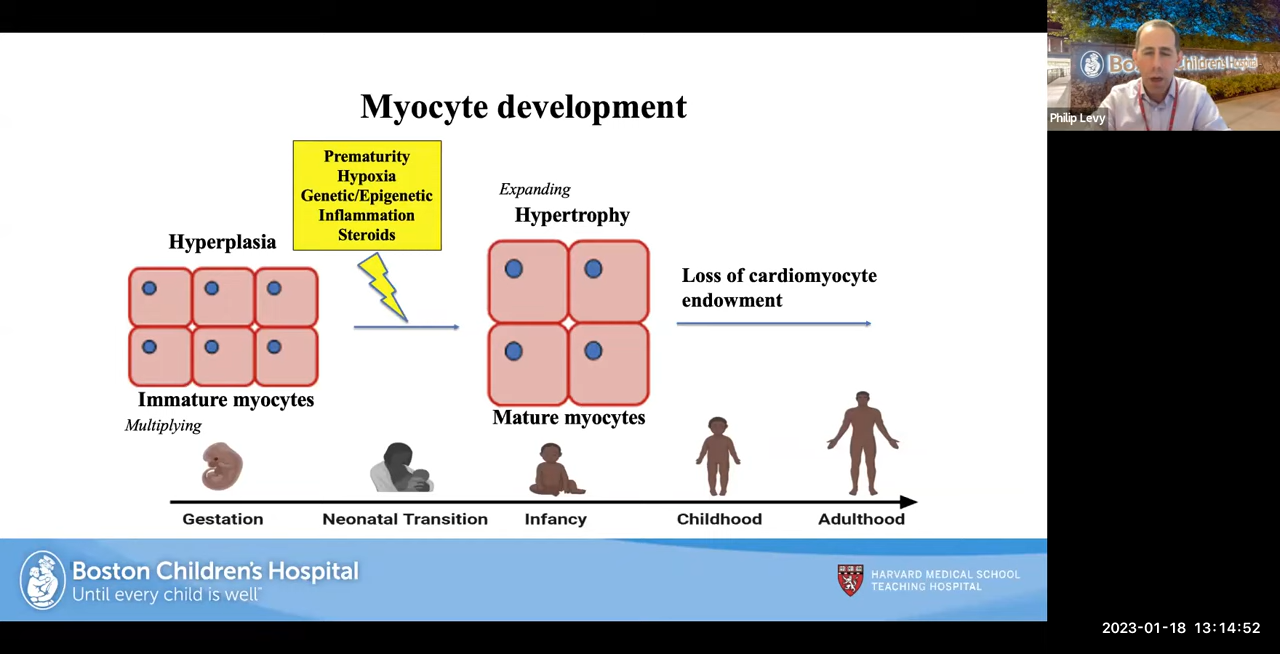 Myocyte development
Prematurity
Hypoxia
Genetic/Epigenetic
Inflammation
Steroids
Expanding
Hypertrophy
Hyperplasia
Loss of cardiomyocyte
endowment
Immature myocytes
Multiplying
Mature myocytes
Gestation
Neonatal Transition
Infancy
Childhood
Adulthood
Boston Children's Hospital
Until every child is well™
HARVARD MEDICAL SCHOOL
TEACHING HOSPITAL
Philip Levy
2023-01-18 13:14:52